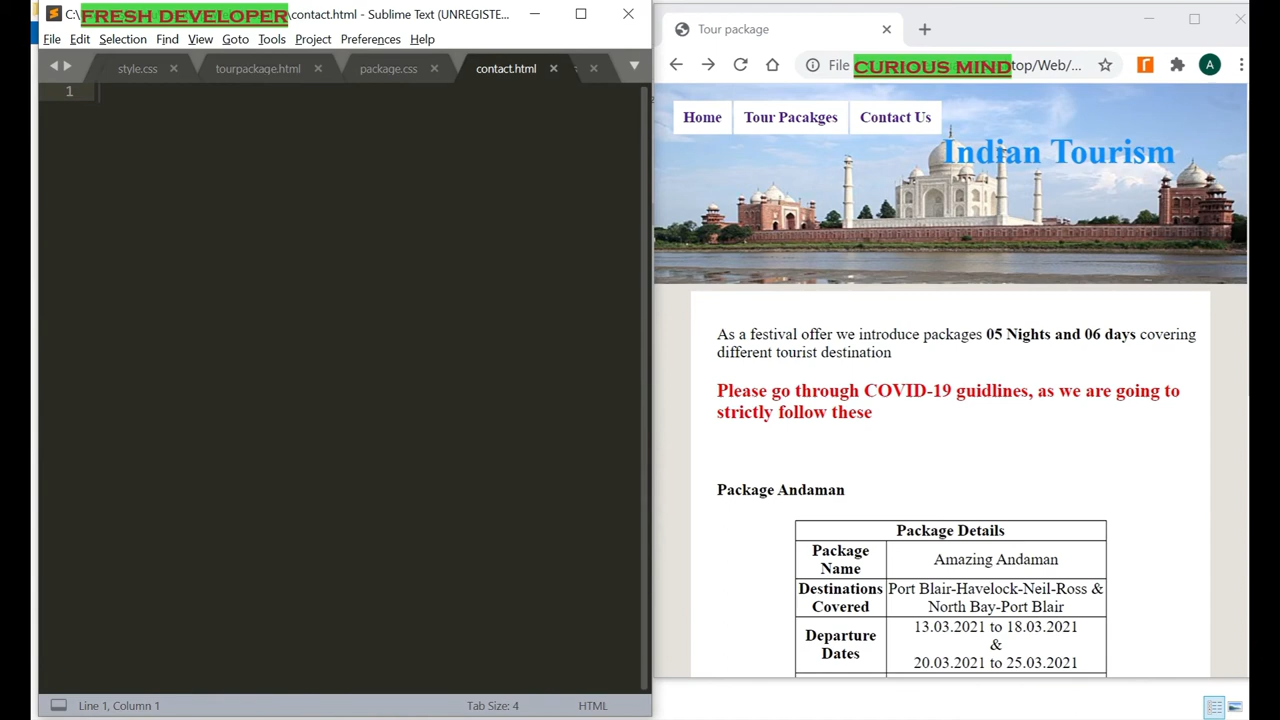 C:\
FRESH DEVELOPER
\contact.html - Sublime Text (UNREGISTE...
File Edit Selection Find View Goto Tools Project Preferences Help
style.css tourpackage.html package.css contact.html
1
Line 1, Column 1 Tab Size: 4 HTML
Tour package
File CURIOUS MIND top/Web/... A
Home Tour Pacakges Contact Us
Indian Tourism
As a festival offer we introduce packages 05 Nights and 06 days covering
different tourist destination
Please go through COVID-19 guidlines, as we are going to
strictly follow these
Package Andaman
Package Details
Package
Name
Amazing Andaman
Destinations
Covered
Port Blair-Havelock-Neil-Ross &
North Bay-Port Blair
Departure
Dates
13.03.2021 to 18.03.2021
&
20.03.2021 to 25.03.2021